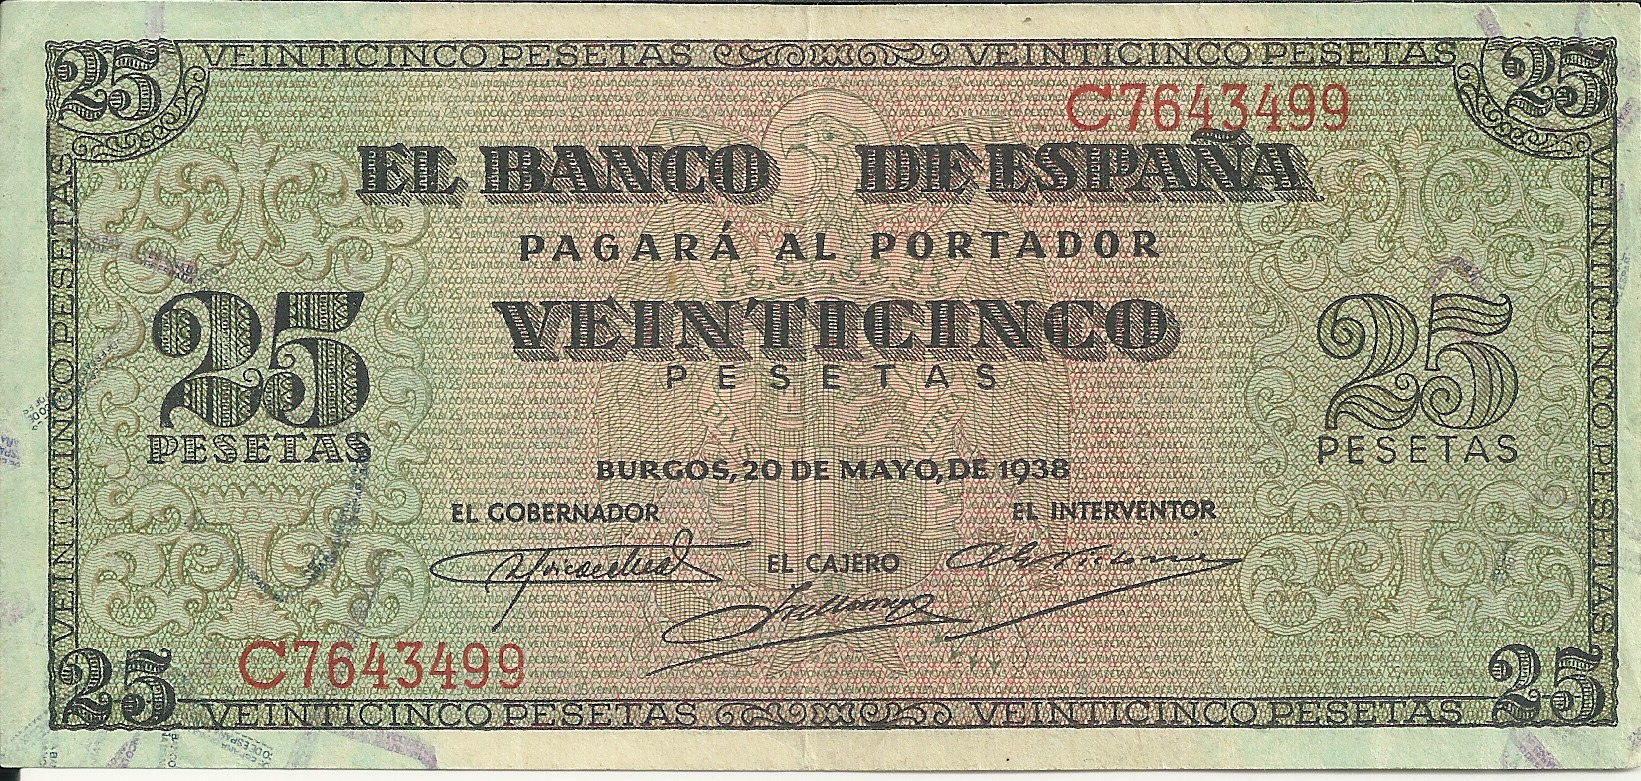 VEINTICINCO PESETAS VEINTICINCO PESETAS
25 25
C7643499
EL BANCO DE ESPAÑA
PAGARÁ AL PORTADOR
VEINTICINCO
PESETAS
25
PESETAS
25
PESETAS
BURGOS, 20 DE MAYO, DE 1938
EL GOBERNADOR
EL INTERVENTOR
EL CAJERO
C7643499
VEINTICINCO PESETAS
VEINTICINCO PESETAS
25 25
VEINTICINCO PESETAS VEINTICINCO PESETAS